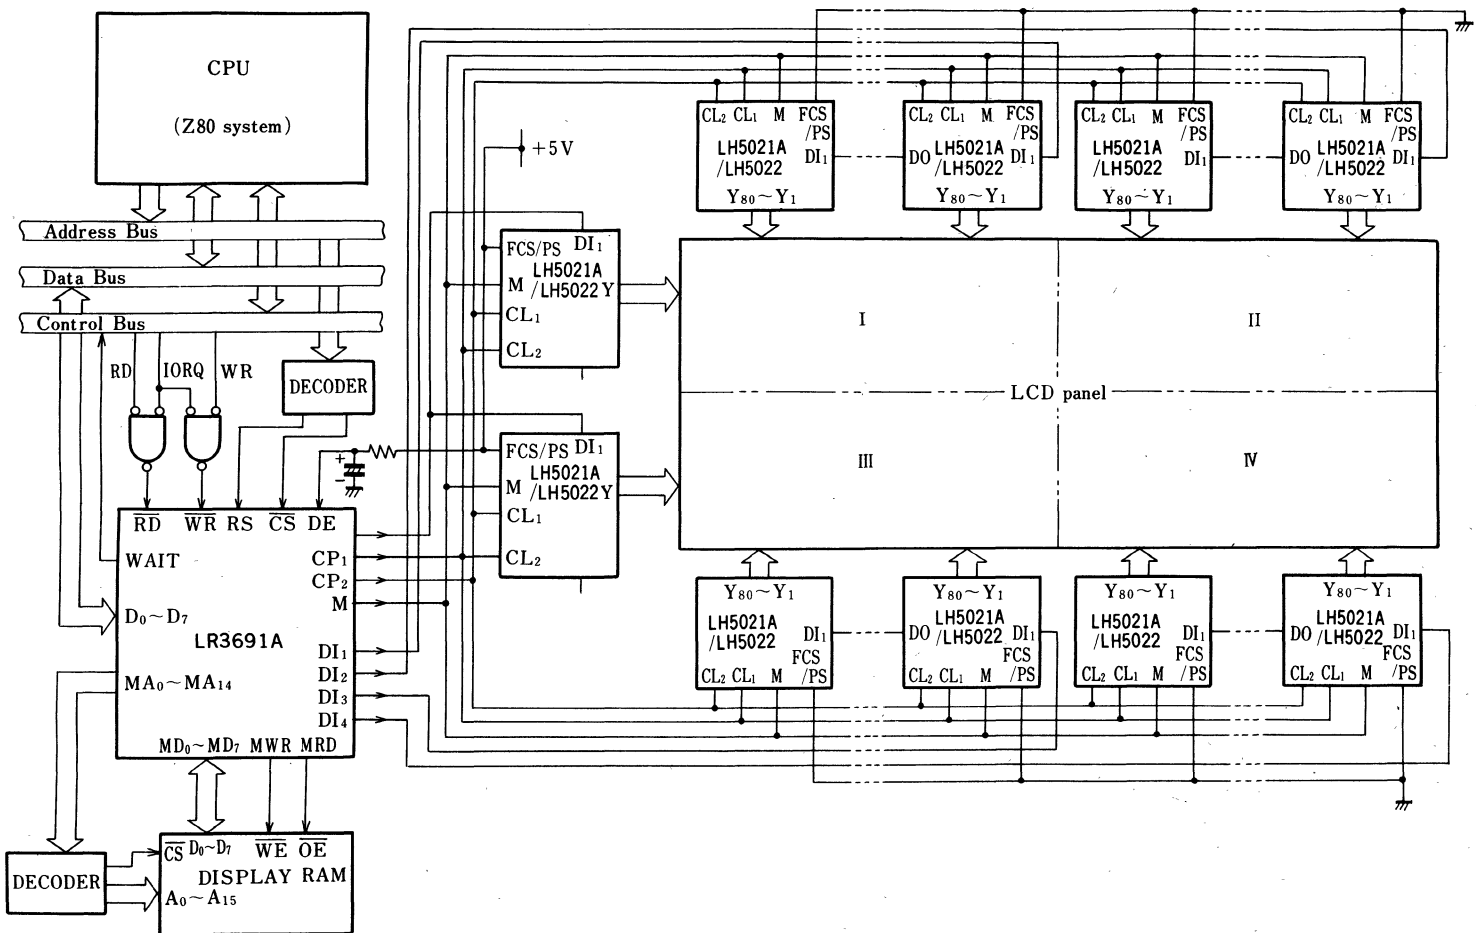 CPU
(Z80 system)
Address Bus
Data Bus
Control Bus
RD
IORQ
WR
DECODER
+5V
+
-
RD WR RS CS DE
WAIT
CP1
CP2
M
D0~D7
LR3691A
DI1
DI2
DI3
DI4
MA0~MA14
MD0~MD7 MWR MRD
DECODER
CS D0~D7 WE OE
DISPLAY RAM
A0~A15
FCS/PS DI1
LH5021A
M /LH5022 Y
CL1
CL2
FCS/PS DI1
LH5021A
M /LH5022 Y
CL1
CL2
CL2 CL1 M FCS
/PS
LH5021A
/LH5022 DI1
Y80~Y1
CL2 CL1 M FCS
/PS
LH5021A
DO /LH5022 DI1
Y80~Y1
CL2 CL1 M FCS
/PS
LH5021A
/LH5022 DI1
Y80~Y1
CL2 CL1 M FCS
/PS
LH5021A
DO /LH5022 DI1
Y80~Y1
I
II
LCD panel
III
IV
Y80~Y1
LH5021A
/LH5022 DI1
FCS
CL2 CL1 M /PS
Y80~Y1
LH5021A
DO /LH5022 DI1
FCS
CL2 CL1 M /PS
Y80~Y1
LH5021A
/LH5022 DI1
FCS
CL2 CL1 M /PS
Y80~Y1
LH5021A
DO /LH5022 DI1
FCS
CL2 CL1 M /PS